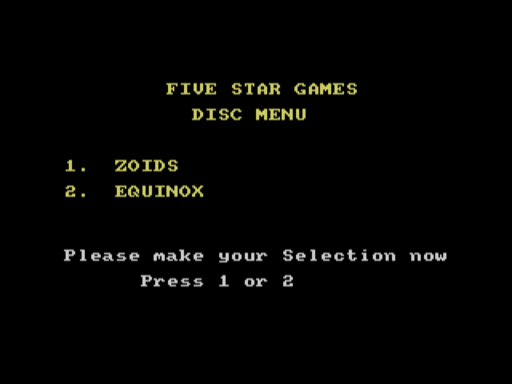 FIVE STAR GAMES
DISC MENU
1. ZOIDS
2. EQUINOX
Please make your Selection now
Press 1 or 2